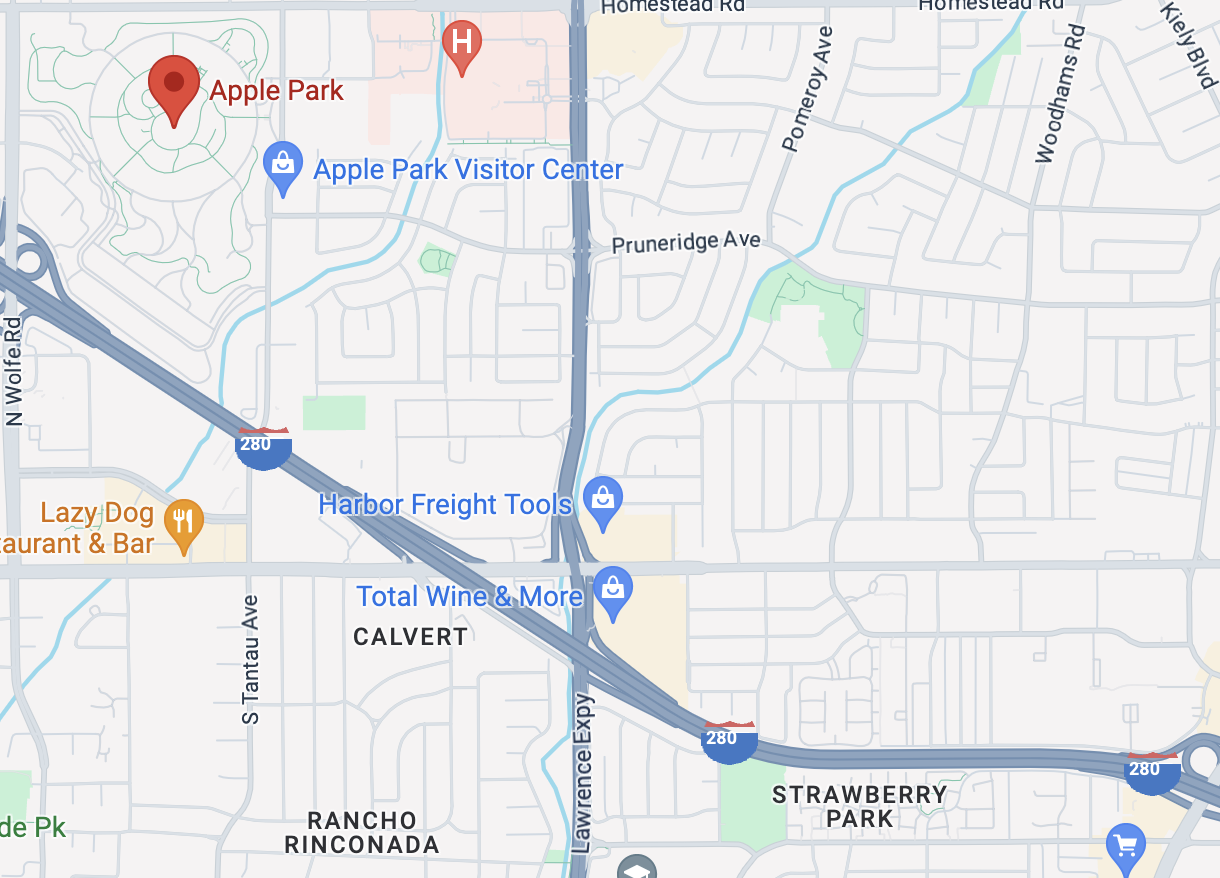 Homestead Rd
Homestead Rd
Kiely Blvd
Woodhams Rd
Pomeroy Ave
H
Apple Park
Apple Park Visitor Center
Pruneridge Ave
N Wolfe Rd
280
Harbor Freight Tools
Lazy Dog
taurant & Bar
Total Wine & More
CALVERT
S Tantau Ave
Lawrence Expy
280
280
STRAWBERRY
PARK
RANCHO
RINCONADA
de Pk